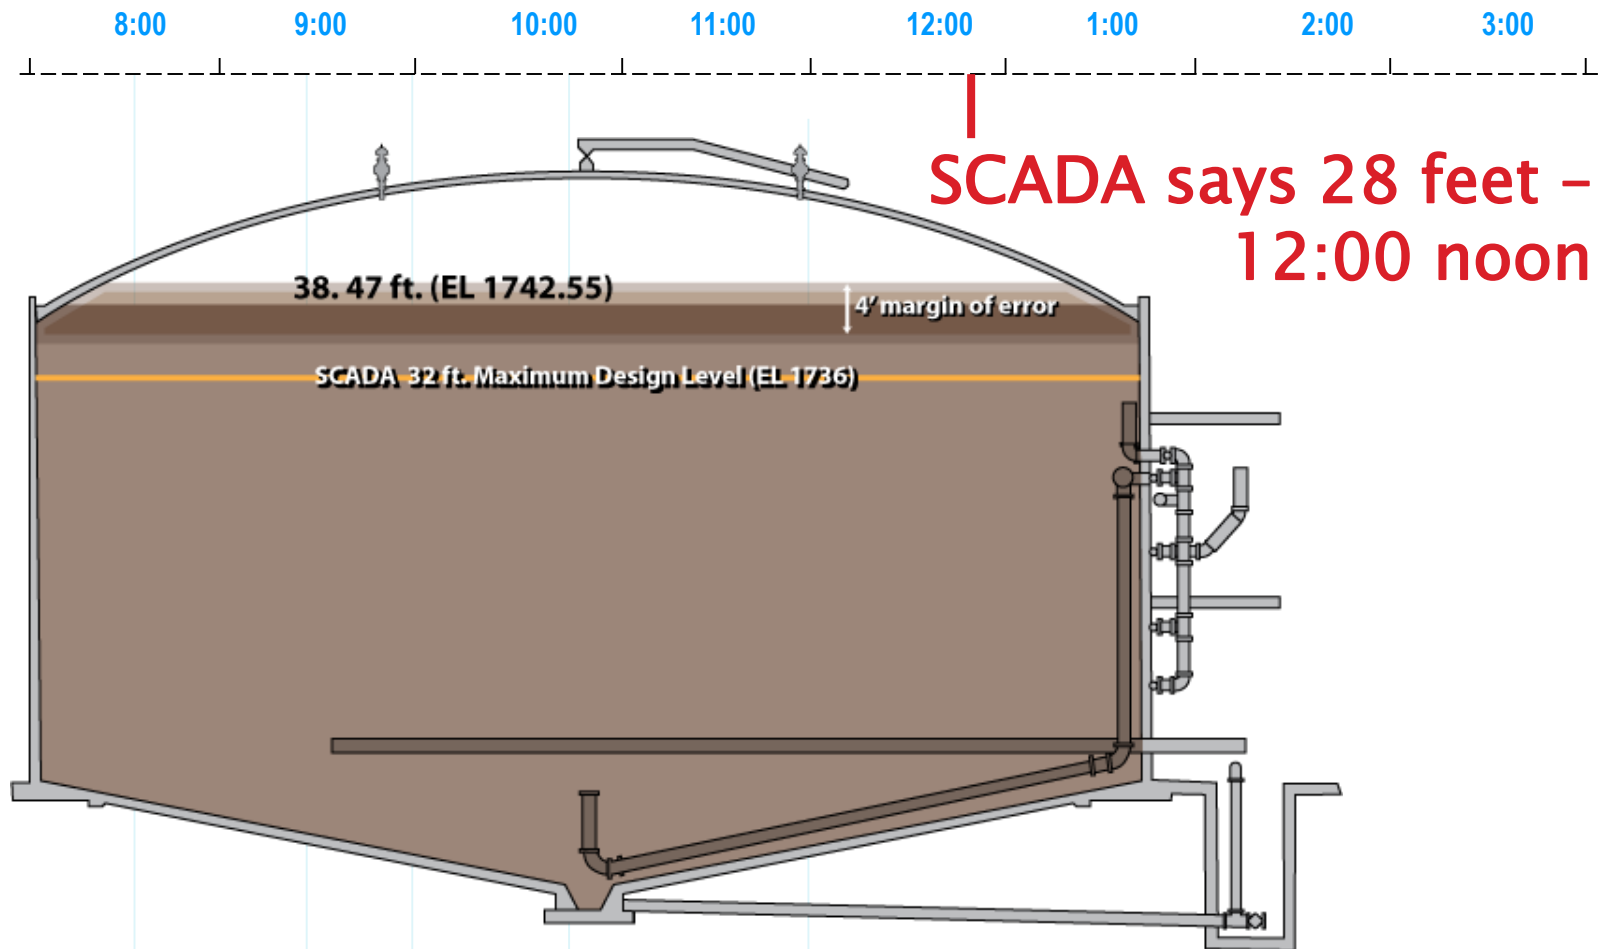 8:00 9:00 10:00 11:00 12:00 1:00 2:00 3:00
SCADA says 28 feet –
12:00 noon
38. 47 ft. (EL 1742.55)
4' margin of error
SCADA 32 ft. Maximum Design Level (EL 1736)